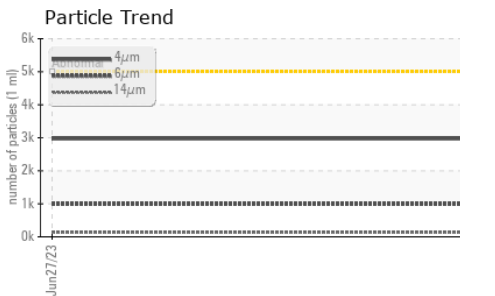 Particle Trend
number of particles (1 ml)
6k
5k
4k
3k
2k
1k
0k
Abnormal
4µm
6µm
14µm
Jun27/23